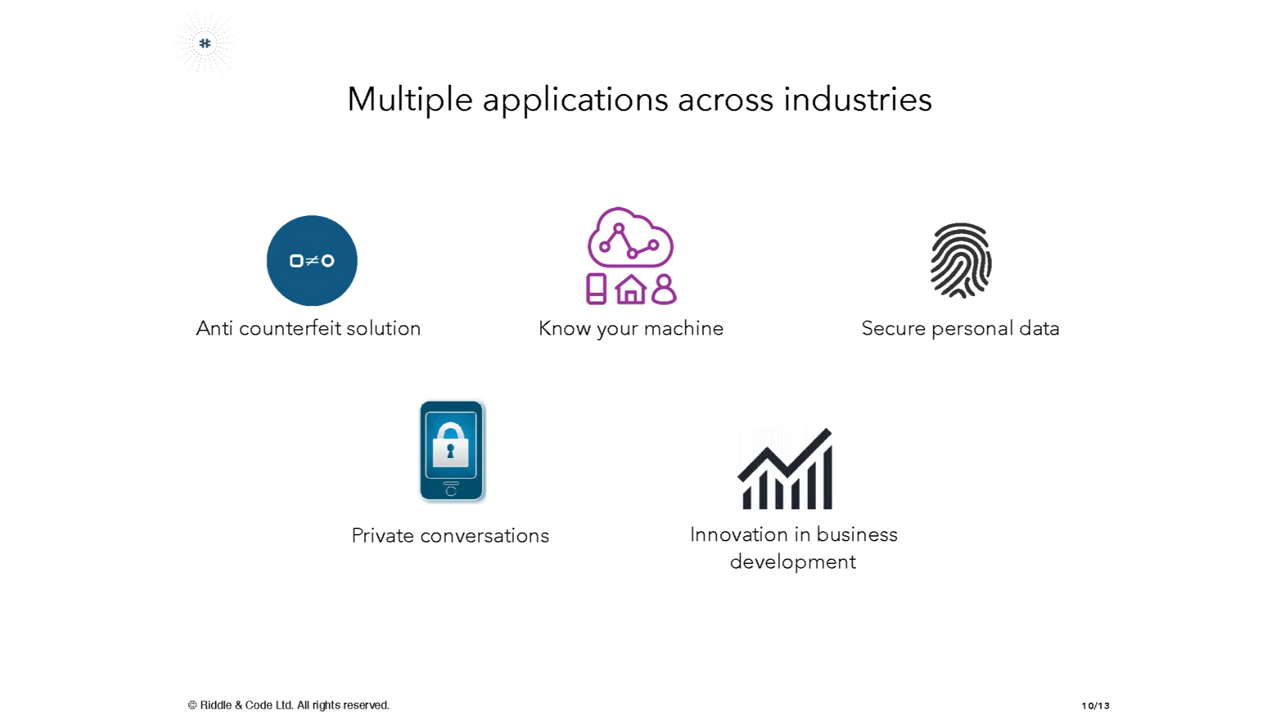 Multiple applications across industries
□≠○
Anti counterfeit solution
Know your machine
Secure personal data
Private conversations
Innovation in business
development
© Riddle & Code Ltd. All rights reserved.
10/13